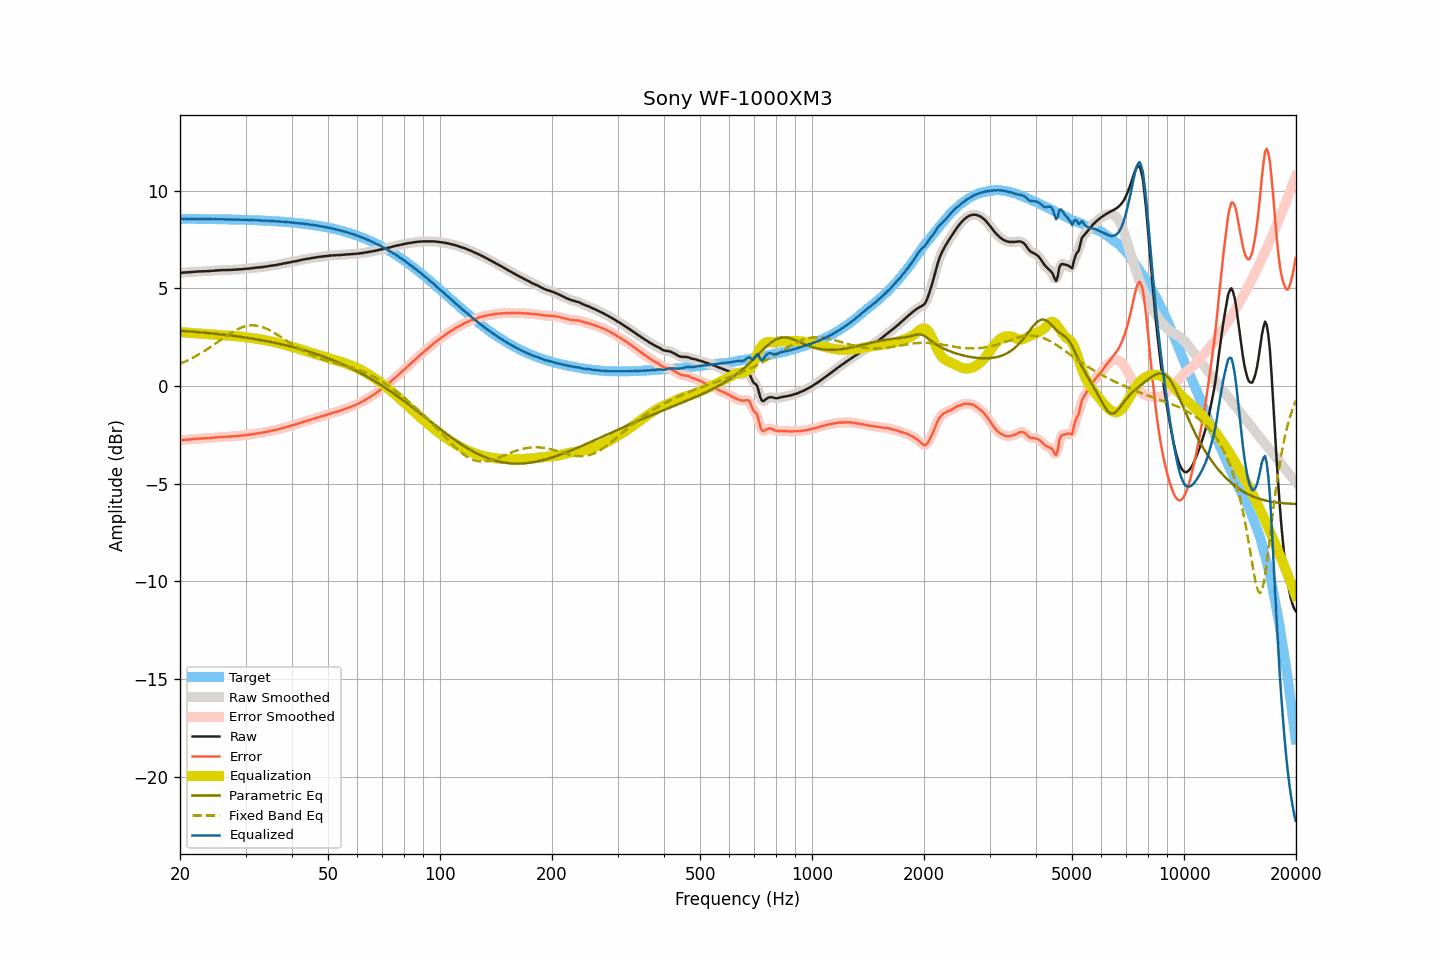 Sony WF-1000XM3
Amplitude (dBr)
10
5
0
−5
−10
−15
−20
Target
Raw Smoothed
Error Smoothed
Raw
Error
Equalization
Parametric Eq
Fixed Band Eq
Equalized
20 50 100 200 500 1000 2000 5000 10000 20000
Frequency (Hz)